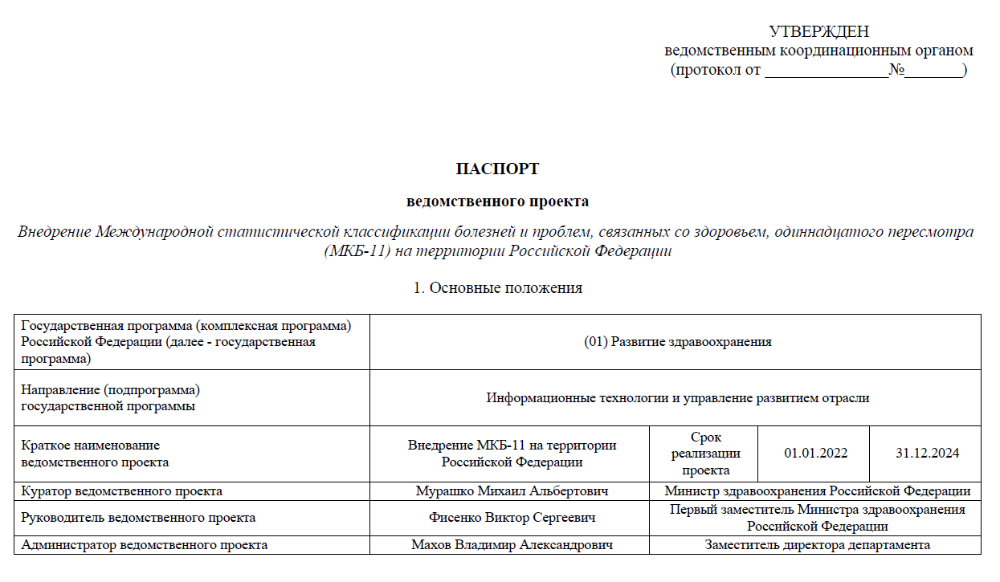 УТВЕРЖДЕН
ведомственным координационным органом
(протокол от _______________№_______)
ПАСПОРТ
ведомственного проекта
Внедрение Международной статистической классификации болезней и проблем, связанных со здоровьем, одиннадцатого пересмотра
(МКБ-11) на территории Российской Федерации
1. Основные положения
Государственная программа (комплексная программа)
Российской Федерации (далее - государственная
программа)
(01) Развитие здравоохранения
Направление (подпрограмма)
государственной программы
Информационные технологии и управление развитием отрасли
Краткое наименование
ведомственного проекта
Внедрение МКБ-11 на территории
Российской Федерации
Срок
реализации
проекта
01.01.2022
31.12.2024
Куратор ведомственного проекта
Мурашко Михаил Альбертович
Министр здравоохранения Российской Федерации
Руководитель ведомственного проекта
Фисенко Виктор Сергеевич
Первый заместитель Министра здравоохранения
Российской Федерации
Администратор ведомственного проекта
Махов Владимир Александрович
Заместитель директора департамента